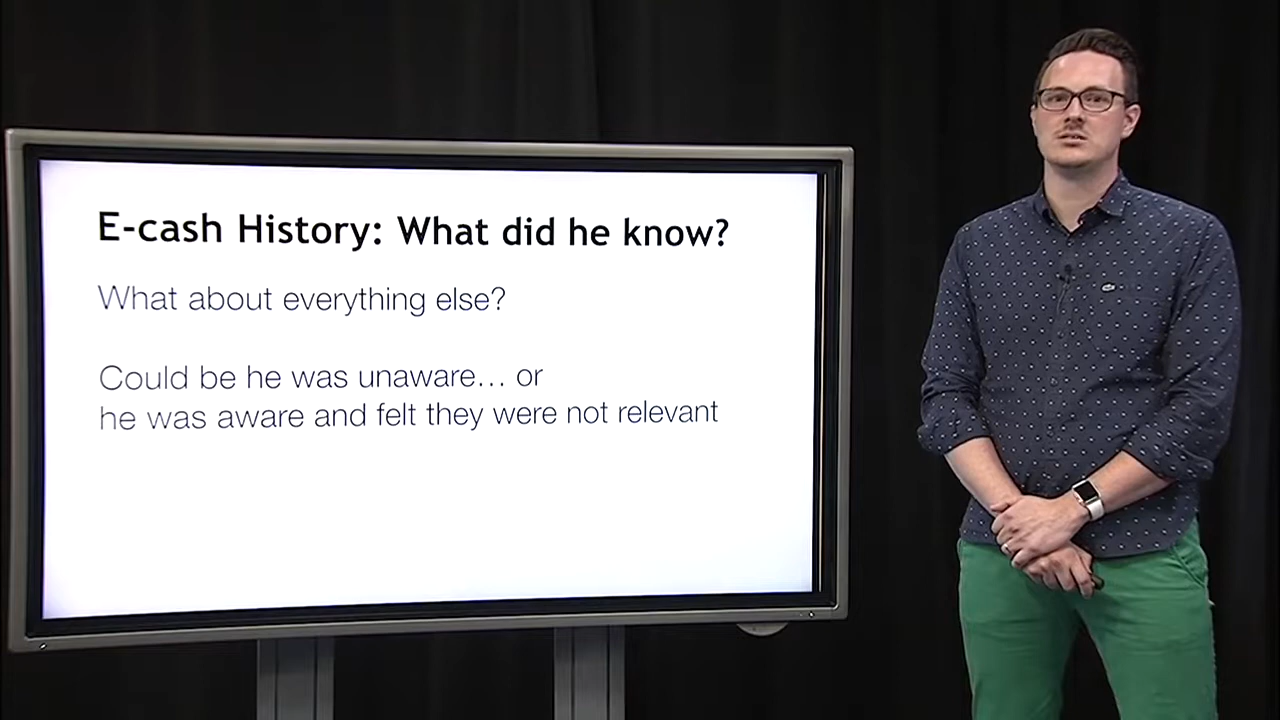 E-cash History: What did he know?
What about everything else?
Could be he was unaware… or
he was aware and felt they were not relevant